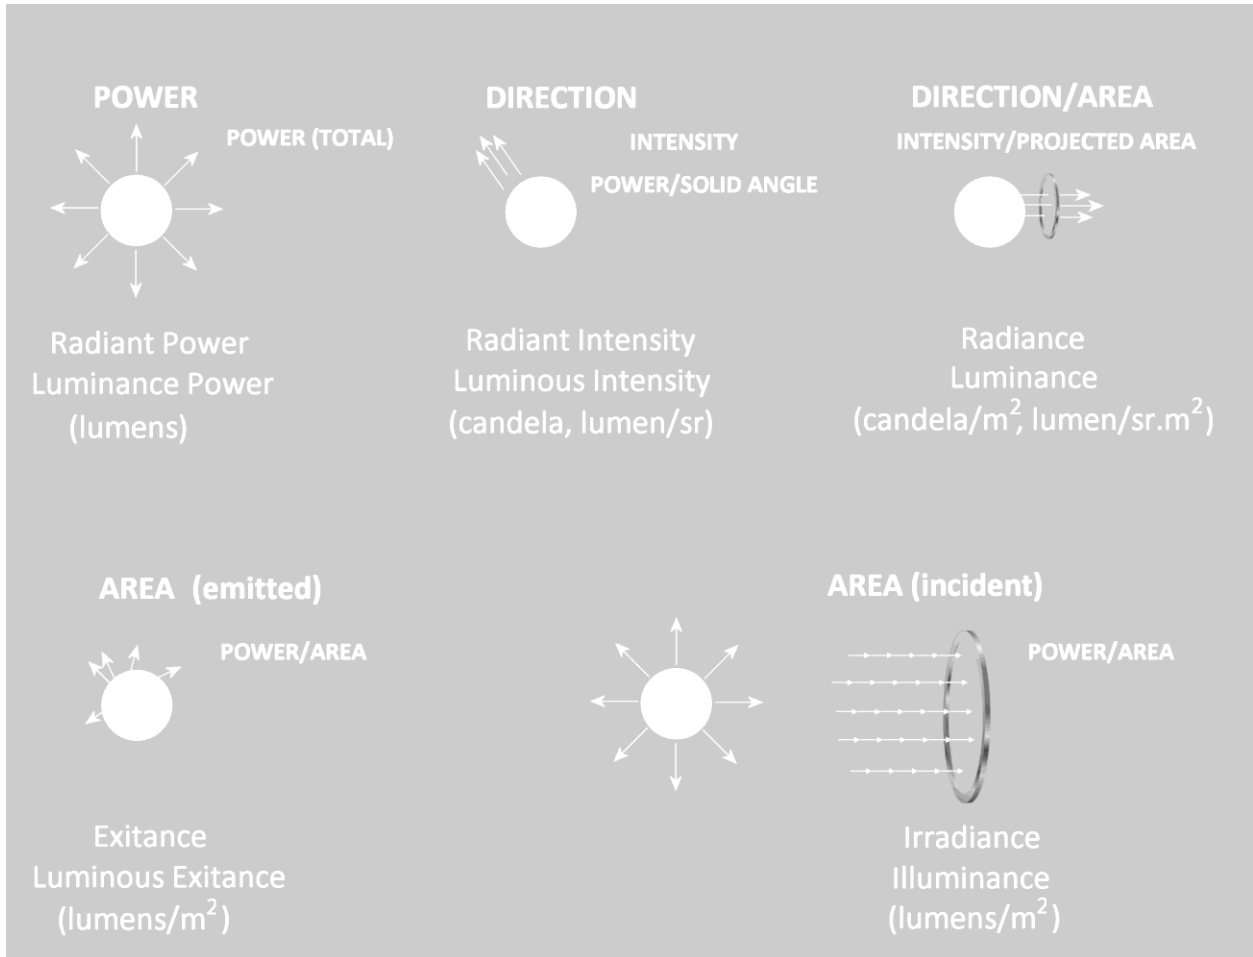 POWER
POWER (TOTAL)
Radiant Power
Luminance Power
(lumens)
DIRECTION
INTENSITY
POWER/SOLID ANGLE
Radiant Intensity
Luminous Intensity
(candela, lumen/sr)
DIRECTION/AREA
INTENSITY/PROJECTED AREA
Radiance
Luminance
(candela/m², lumen/sr.m²)
AREA (emitted)
POWER/AREA
Exitance
Luminous Exitance
(lumens/m²)
AREA (incident)
POWER/AREA
Irradiance
Illuminance
(lumens/m²)